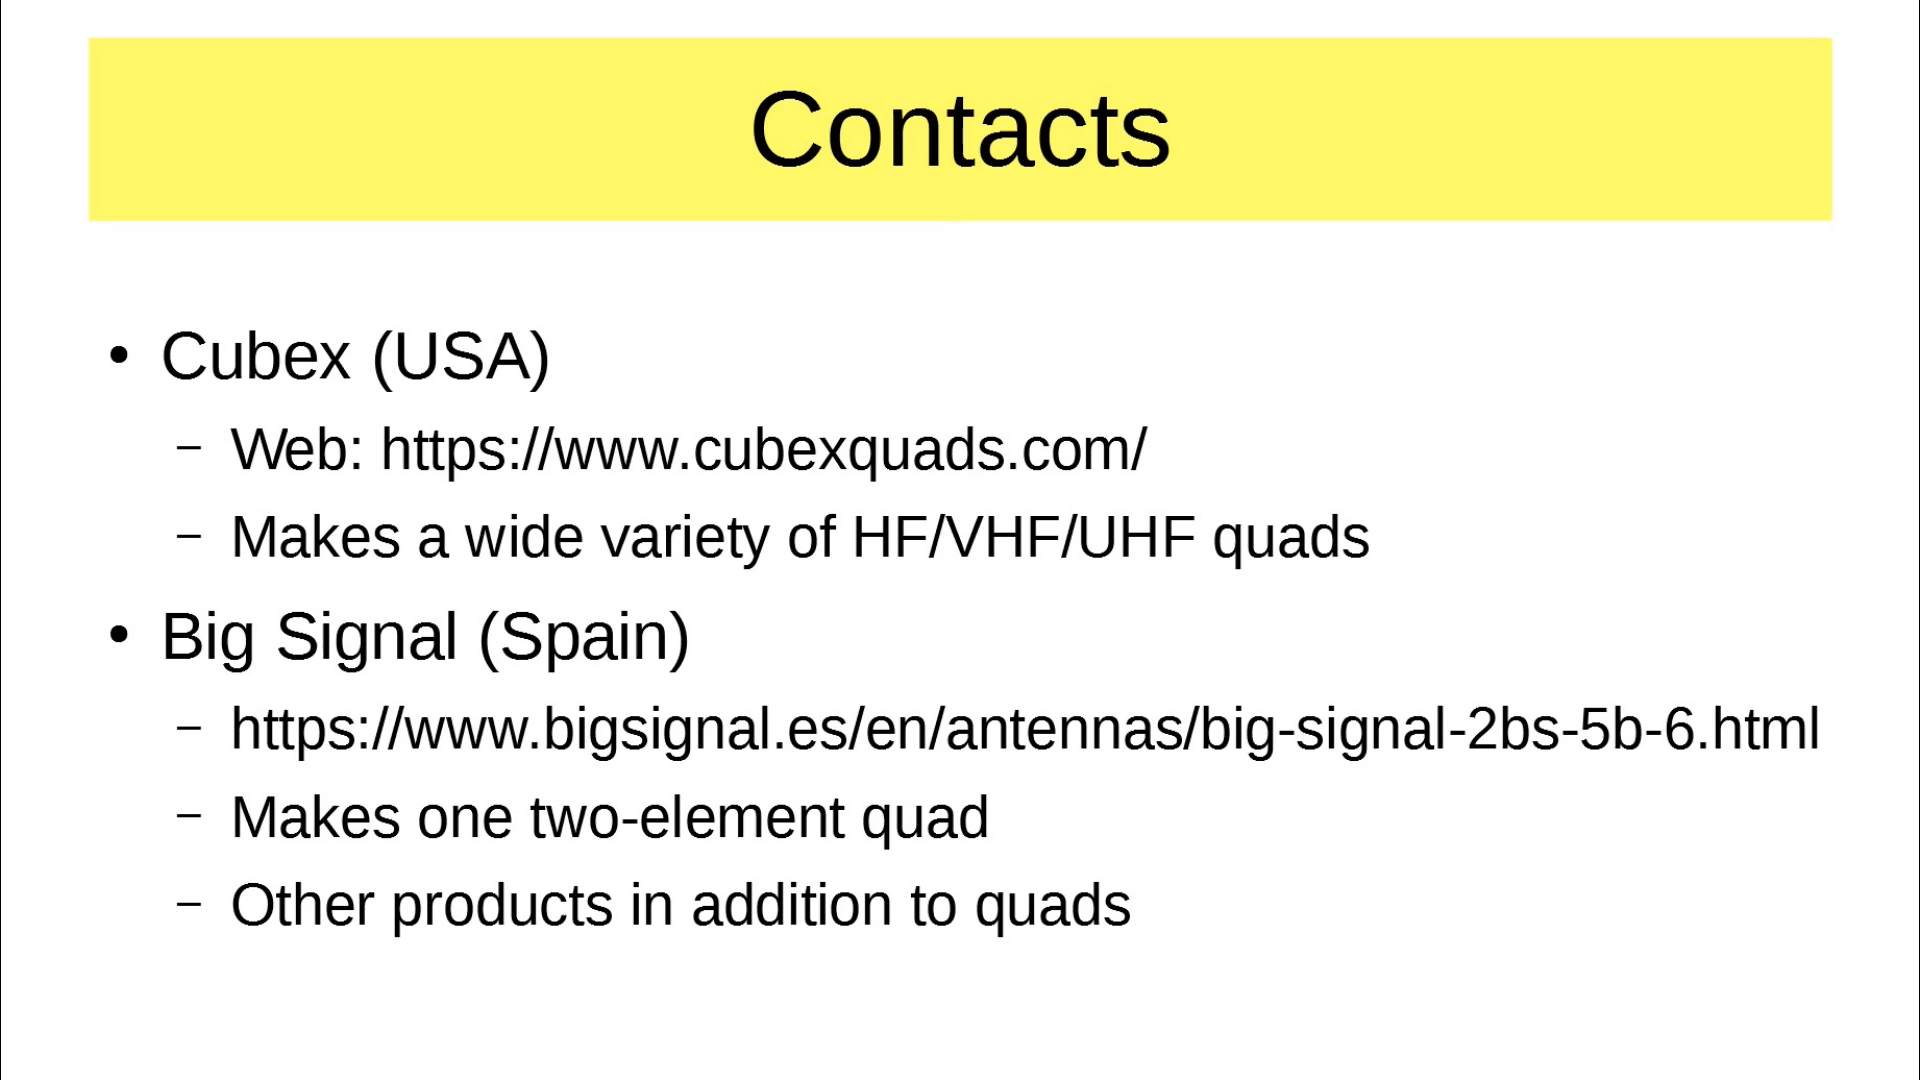 Contacts
• Cubex (USA)
– Web: https://www.cubexquads.com/
– Makes a wide variety of HF/VHF/UHF quads
• Big Signal (Spain)
– https://www.bigsignal.es/en/antennas/big-signal-2bs-5b-6.html
– Makes one two-element quad
– Other products in addition to quads